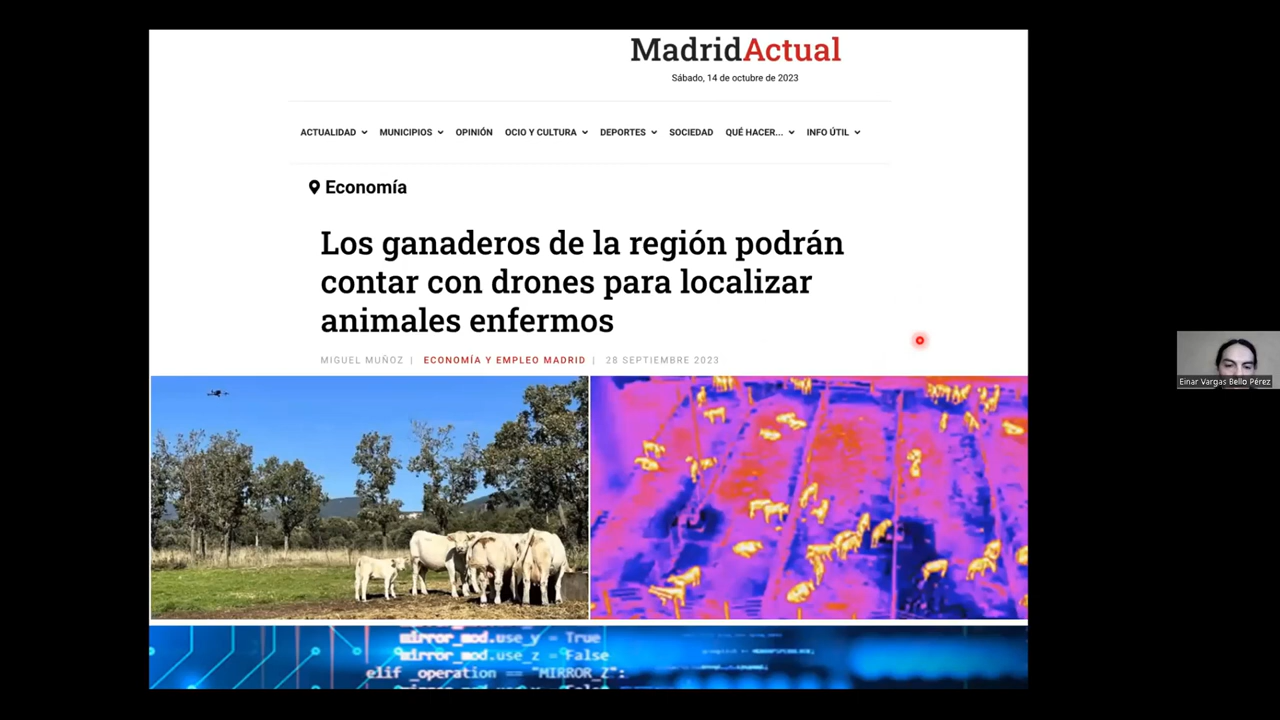 MadridActual
Sábado, 14 de octubre de 2023
ACTUALIDAD MUNICIPIOS OPINIÓN OCIO Y CULTURA DEPORTES SOCIEDAD QUÉ HACER... INFO ÚTIL
Economía
Los ganaderos de la región podrán
contar con drones para localizar
animales enfermos
MIGUEL MUÑOZ | ECONOMÍA Y EMPLEO MADRID | 28 SEPTIEMBRE 2023
Einar Vargas Bello Pérez
mirror_mod.use_y = True
mirror_mod.use_z = False
elif _operation == "MIRROR_Z":